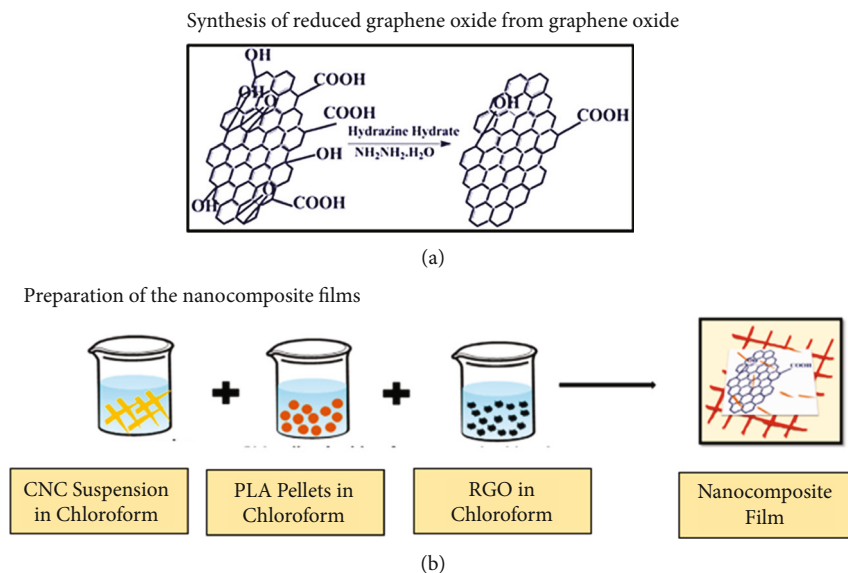 Synthesis of reduced graphene oxide from graphene oxide
OH
COOH
OH
O
COOH
Hydrazine Hydrate
NH2NH2.H2O
OH
O
OH
COOH
OH
COOH
(a)
Preparation of the nanocomposite films
COOH
CNC Suspension
in Chloroform
PLA Pellets in
Chloroform
RGO in
Chloroform
Nanocomposite
Film
(b)